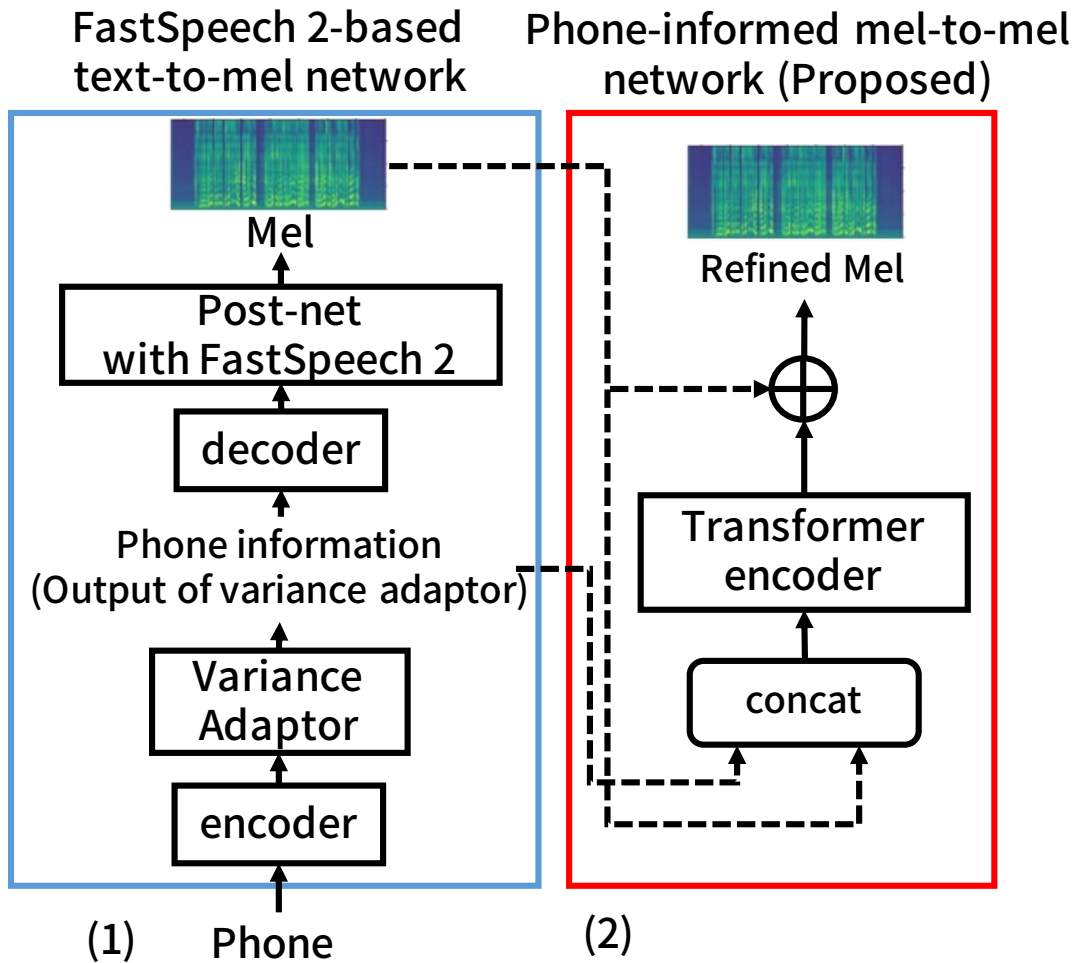 FastSpeech 2-based
text-to-mel network
Mel
Post-net
with FastSpeech 2
decoder
Phone information
(Output of variance adaptor)
Variance
Adaptor
encoder
(1)
Phone
Phone-informed mel-to-mel
network (Proposed)
Refined Mel
Transformer
encoder
concat
(2)